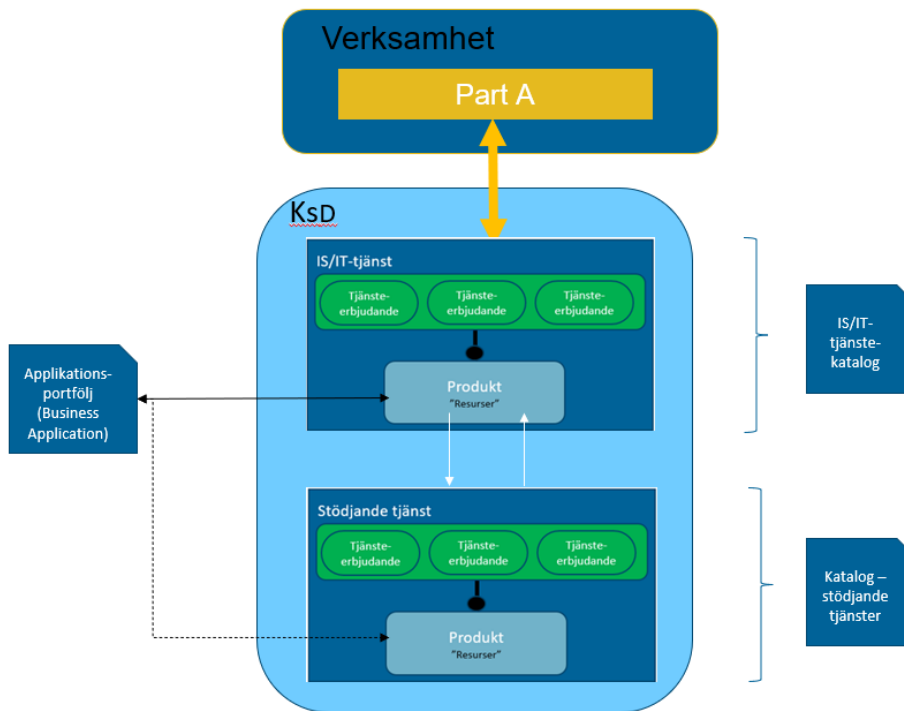 Verksamhet
Part A
KsD
IS/IT-tjänst
Tjänste-
erbjudande
Tjänste-
erbjudande
Tjänste-
erbjudande
Produkt
"Resurser"
Applikations-
portfölj
(Business
Application)
IS/IT-
tjänste-
katalog
Stödjande tjänst
Tjänste-
erbjudande
Tjänste-
erbjudande
Tjänste-
erbjudande
Produkt
"Resurser"
Katalog –
stödjande
tjänster